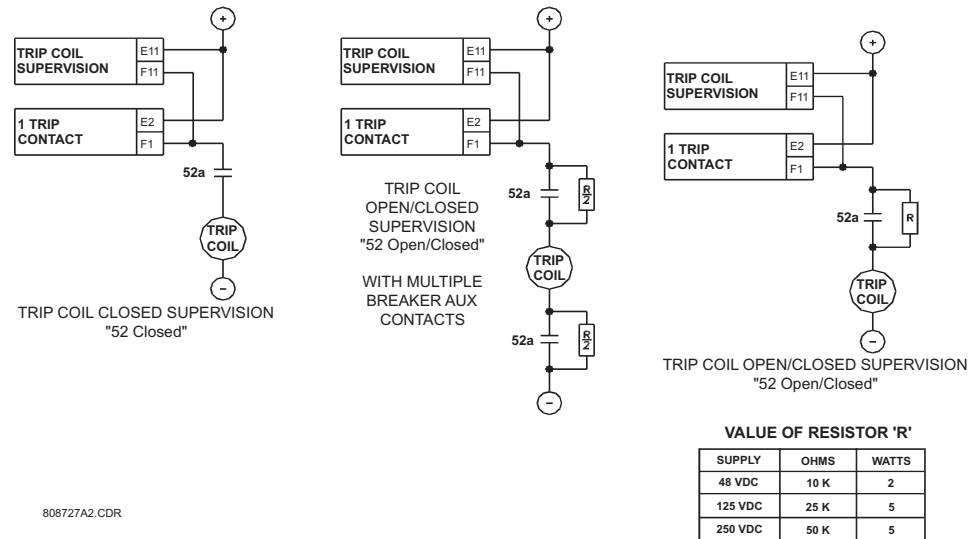 +
TRIP COIL
SUPERVISION
E11
F11
1 TRIP
CONTACT
E2
F1
52a
TRIP
COIL
-
TRIP COIL CLOSED SUPERVISION
"52 Closed"
+
TRIP COIL
SUPERVISION
E11
F11
1 TRIP
CONTACT
E2
F1
52a
R/2
TRIP COIL
OPEN/CLOSED
SUPERVISION
"52 Open/Closed"
WITH MULTIPLE
BREAKER AUX
CONTACTS
TRIP
COIL
52a
R/2
-
+
TRIP COIL
SUPERVISION
E11
F11
1 TRIP
CONTACT
E2
F1
52a
R
TRIP
COIL
-
TRIP COIL OPEN/CLOSED SUPERVISION
"52 Open/Closed"
VALUE OF RESISTOR 'R'
SUPPLY OHMS WATTS
48 VDC 10 K 2
125 VDC 25 K 5
250 VDC 50 K 5
808727A2.CDR